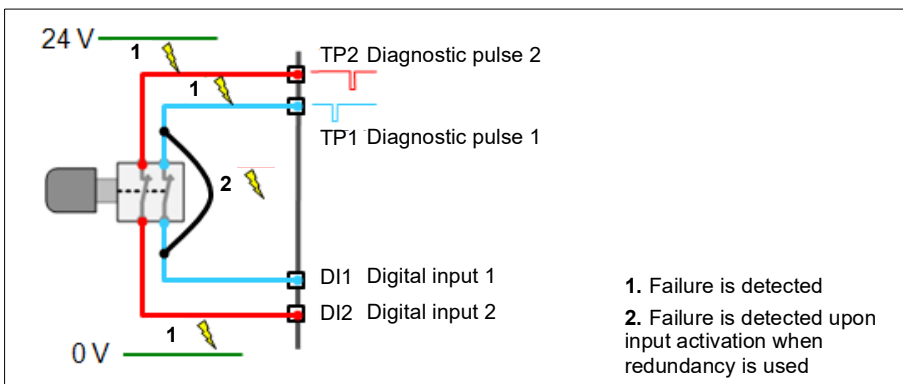 24 V
1
TP2 Diagnostic pulse 2
1
TP1 Diagnostic pulse 1
2
DI1 Digital input 1
1. Failure is detected
DI2 Digital input 2
2. Failure is detected upon
input activation when
redundancy is used
1
0 V